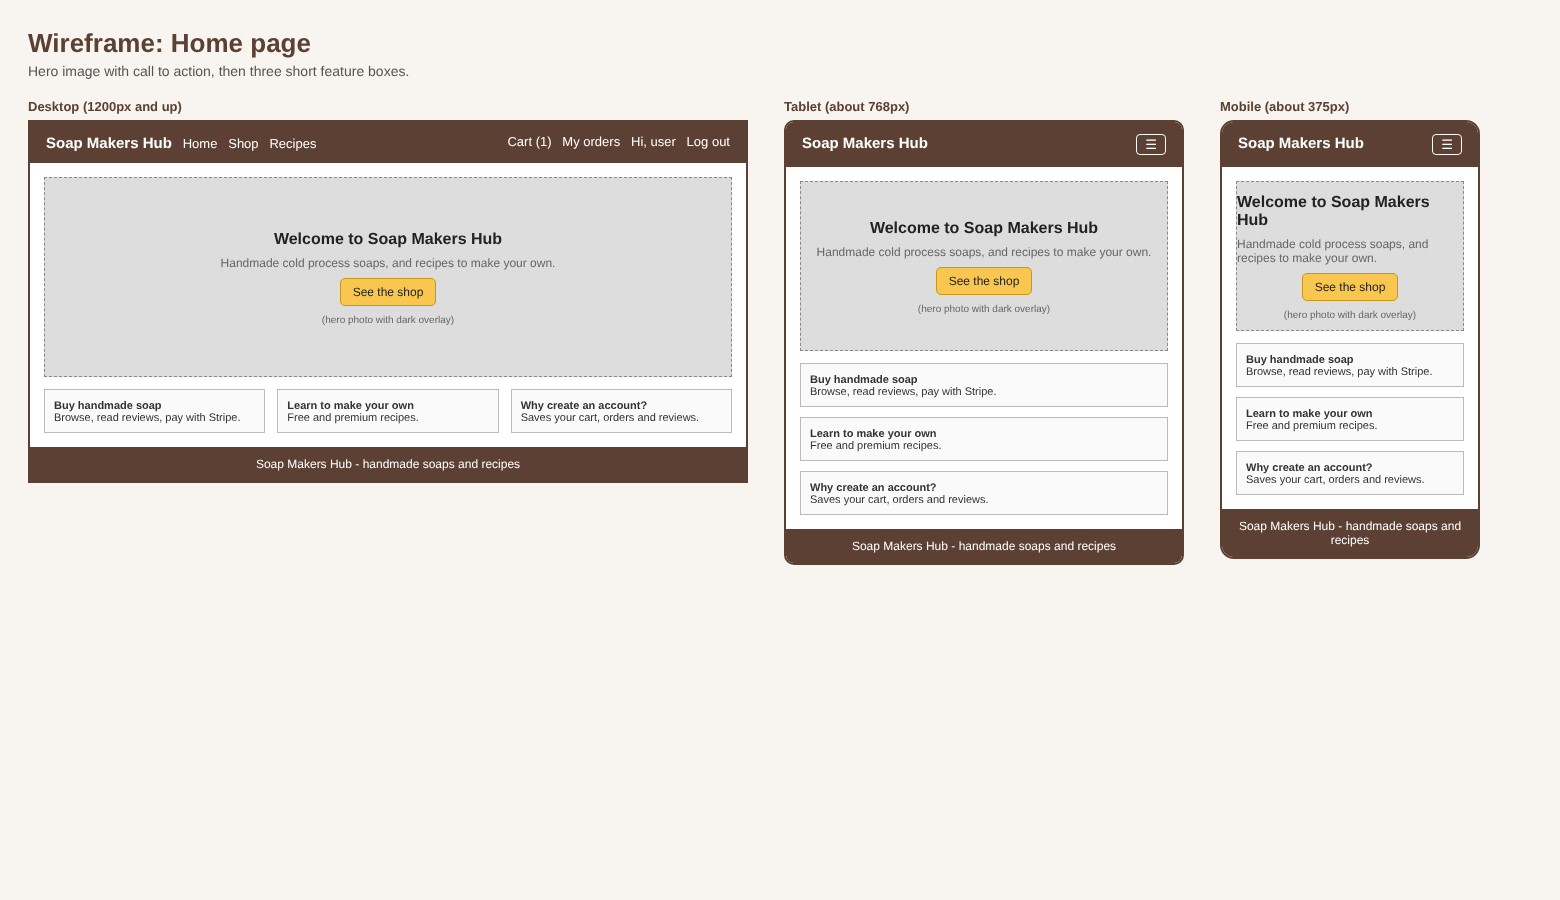 Wireframe: Home page
Hero image with call to action, then three short feature boxes.
Desktop (1200px and up)
Soap Makers Hub Home Shop Recipes Cart (1) My orders Hi, user Log out
Welcome to Soap Makers Hub
Handmade cold process soaps, and recipes to make your own.
See the shop
(hero photo with dark overlay)
Buy handmade soap
Browse, read reviews, pay with Stripe.
Learn to make your own
Free and premium recipes.
Why create an account?
Saves your cart, orders and reviews.
Soap Makers Hub - handmade soaps and recipes
Tablet (about 768px)
Soap Makers Hub ☰
Welcome to Soap Makers Hub
Handmade cold process soaps, and recipes to make your own.
See the shop
(hero photo with dark overlay)
Buy handmade soap
Browse, read reviews, pay with Stripe.
Learn to make your own
Free and premium recipes.
Why create an account?
Saves your cart, orders and reviews.
Soap Makers Hub - handmade soaps and recipes
Mobile (about 375px)
Soap Makers Hub ☰
Welcome to Soap Makers
Hub
Handmade cold process soaps, and
recipes to make your own.
See the shop
(hero photo with dark overlay)
Buy handmade soap
Browse, read reviews, pay with Stripe.
Learn to make your own
Free and premium recipes.
Why create an account?
Saves your cart, orders and reviews.
Soap Makers Hub - handmade soaps and
recipes